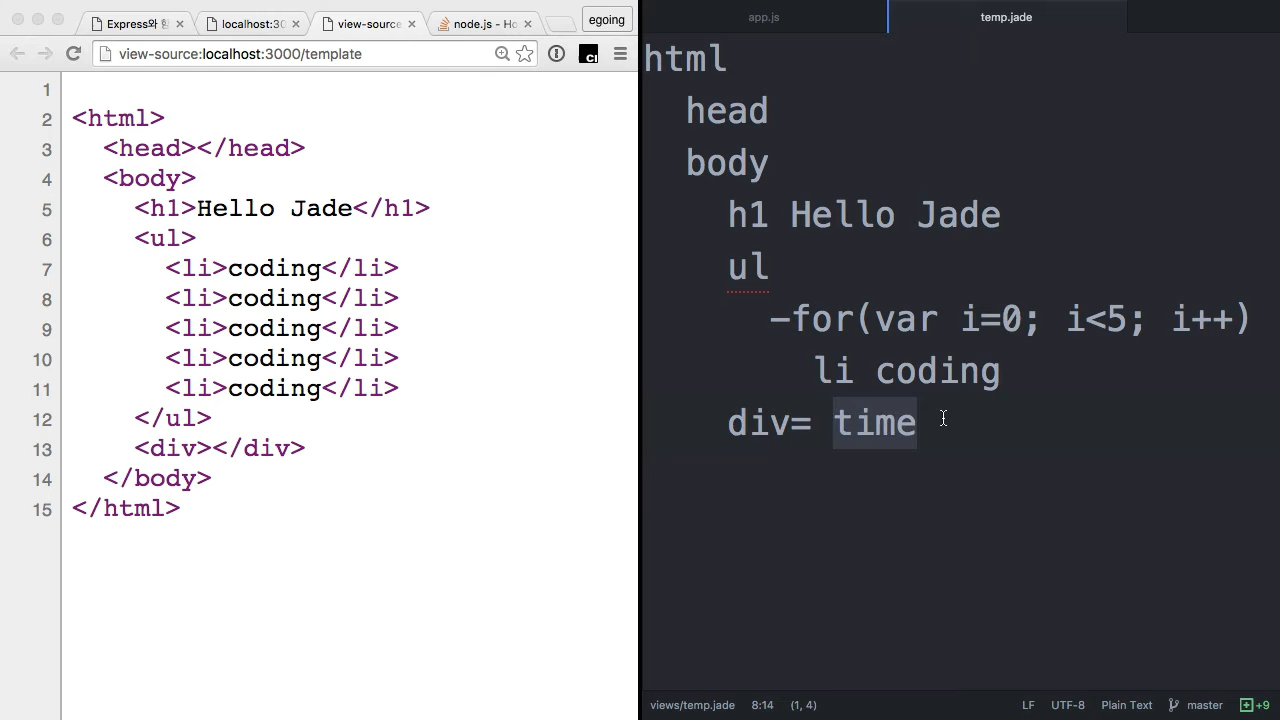 Express와
localhost:30
view-source
node.js - Ho
egoing
view-source:localhost:3000/template
1
2 <html>
3 <head></head>
4 <body>
5 <h1>Hello Jade</h1>
6 <ul>
7 <li>coding</li>
8 <li>coding</li>
9 <li>coding</li>
10 <li>coding</li>
11 <li>coding</li>
12 </ul>
13 <div></div>
14 </body>
15 </html>
app.js
temp.jade
html
head
body
h1 Hello Jade
ul
-for(var i=0; i<5; i++)
li coding
div= time
views/temp.jade 8:14 (1, 4) LF UTF-8 Plain Text master +9